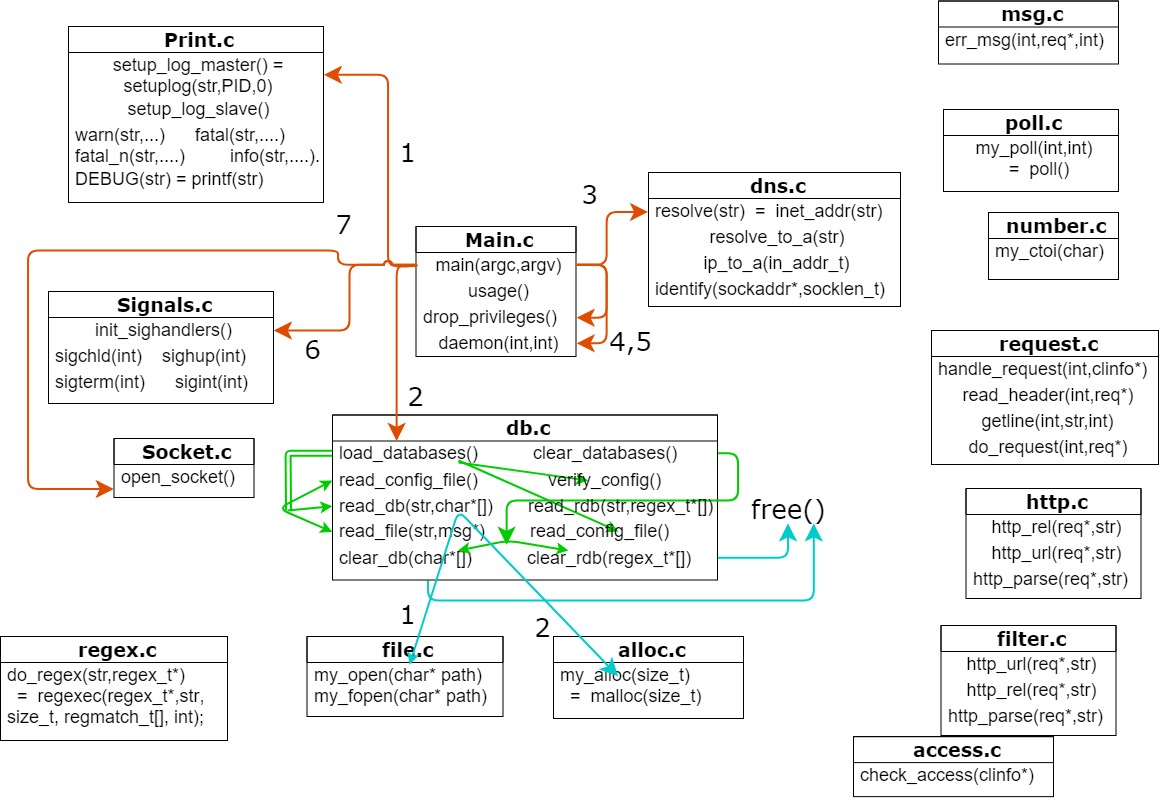 Print.c
setup_log_master() =
setuplog(str,PID,0)
setup_log_slave()
warn(str,...) fatal(str,....)
fatal_n(str,....) info(str,....).
DEBUG(str) = printf(str)
1
7
Main.c
main(argc,argv)
usage()
drop_privileges()
daemon(int,int)
3
4,5
dns.c
resolve(str) = inet_addr(str)
resolve_to_a(str)
ip_to_a(in_addr_t)
identify(sockaddr*,socklen_t)
Signals.c
init_sighandlers()
sigchld(int) sighup(int)
sigterm(int) sigint(int)
6
2
Socket.c
open_socket()
db.c
load_databases() clear_databases()
read_config_file() verify_config()
read_db(str,char*[]) read_rdb(str,regex_t*[])
read_file(str,msg*) read_config_file()
clear_db(char*[]) clear_rdb(regex_t*[])
free()
1
2
regex.c
do_regex(str,regex_t*)
= regexec(regex_t*,str,
size_t, regmatch_t[], int);
file.c
my_open(char* path)
my_fopen(char* path)
alloc.c
my_alloc(size_t)
= malloc(size_t)
msg.c
err_msg(int,req*,int)
poll.c
my_poll(int,int)
= poll()
number.c
my_ctoi(char)
request.c
handle_request(int,clinfo*)
read_header(int,req*)
getline(int,str,int)
do_request(int,req*)
http.c
http_rel(req*,str)
http_url(req*,str)
http_parse(req*,str)
filter.c
http_url(req*,str)
http_rel(req*,str)
http_parse(req*,str)
access.c
check_access(clinfo*)